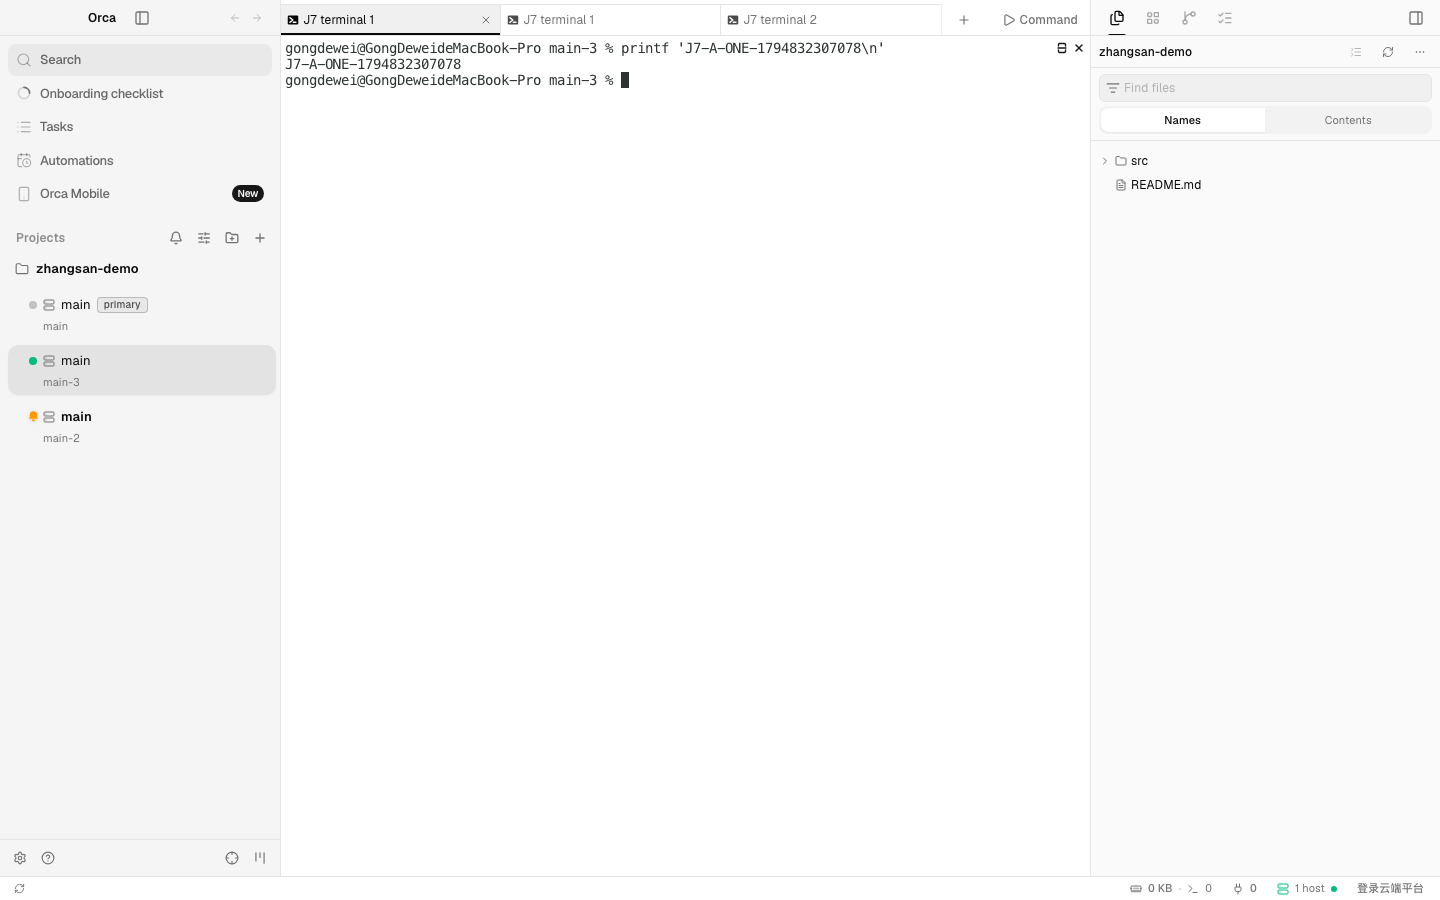 Orca
Search
Onboarding checklist
Tasks
Automations
Orca Mobile
New
Projects
zhangsan-demo
main primary
main
main
main-3
main
main-2
J7 terminal 1
J7 terminal 1
J7 terminal 2
Command
gongdewei@GongDeweideMacBook-Pro main-3 % printf 'J7-A-ONE-1794832307078\n'
J7-A-ONE-1794832307078
gongdewei@GongDeweideMacBook-Pro main-3 %
zhangsan-demo
Find files
Names
Contents
src
README.md
0 KB · 0
0
1 host
登录云端平台